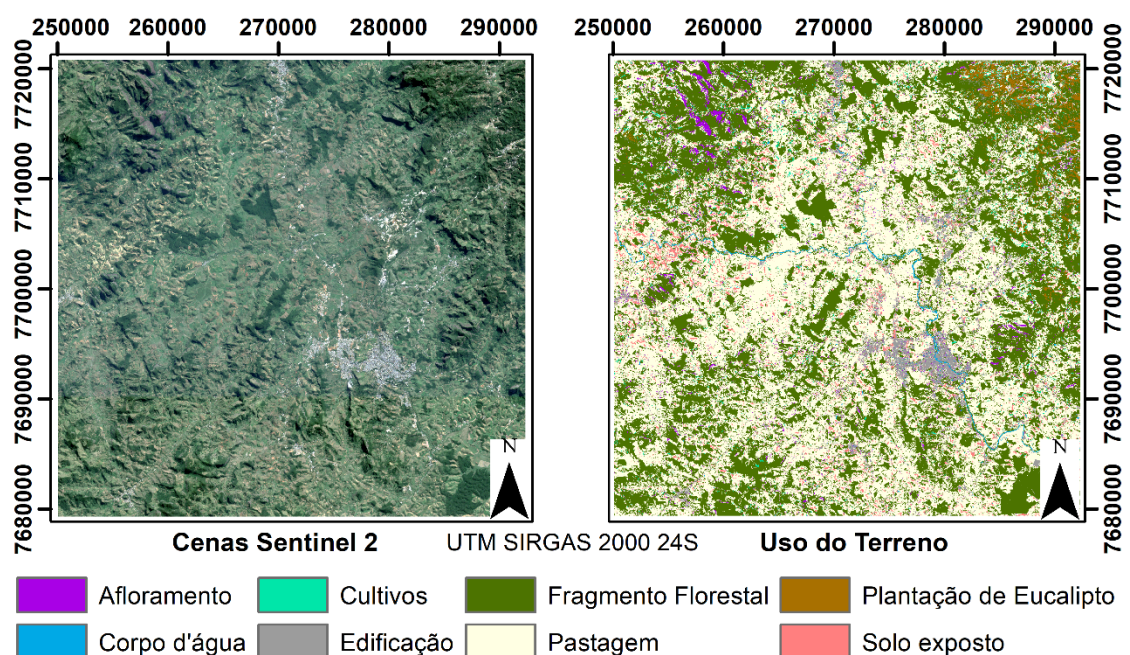 250000 260000 270000 280000 290000
250000 260000 270000 280000 290000
7720000
7710000
7700000
7690000
7680000
7720000
7710000
7700000
7690000
7680000
N
N
Cenas Sentinel 2 UTM SIRGAS 2000 24S Uso do Terreno
Afloramento Cultivos Fragmento Florestal Plantação de Eucalipto
Corpo d'água Edificação Pastagem Solo exposto